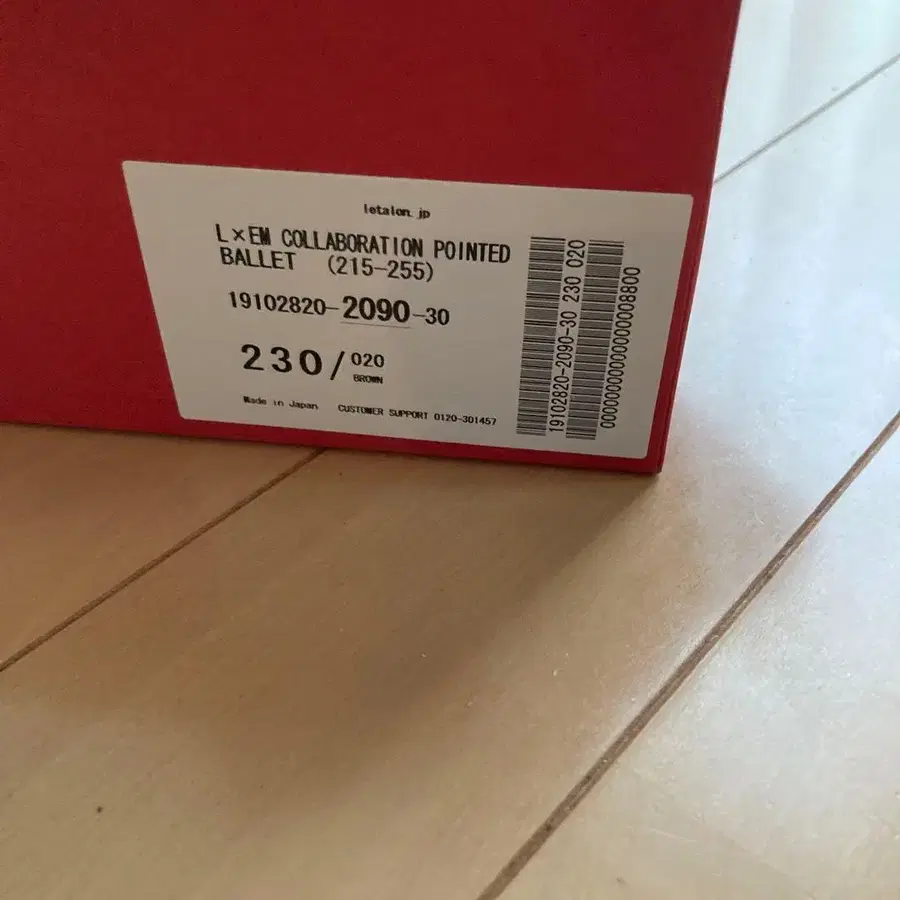 letalon.jp
L×EM COLLABORATION POINTED
BALLET (215-255)
19102820-2090-30
230/020
BROWN
Made in Japan CUSTOMER SUPPORT 0120-301457
19102820-2090-30 230 020
0000000000000000008800